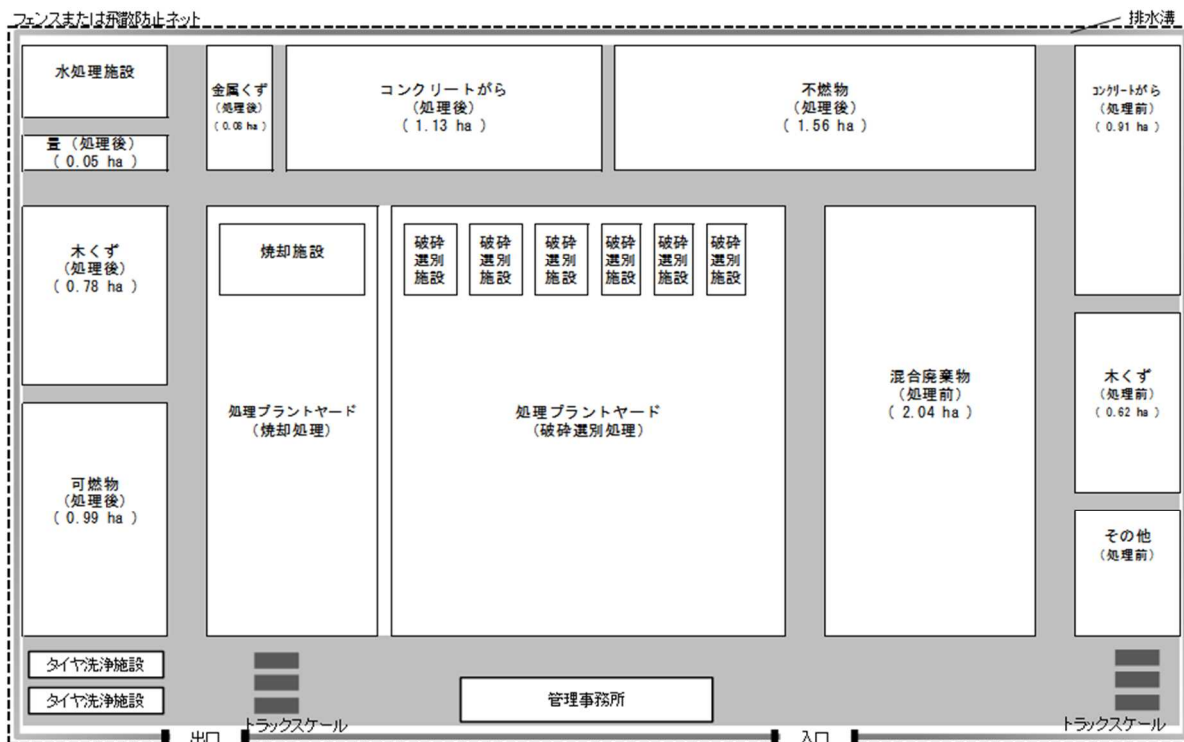 フェンスまたは飛散防止ネット
排水溝
水処理施設
畳（処理後）
（ 0.05 ha ）
金属くず
（処理後）
（ 0.08 ha ）
コンクリートがら
（処理後）
（ 1.13 ha ）
不燃物
（処理後）
（ 1.56 ha ）
コンクリートがら
（処理前）
（ 0.91 ha ）
木くず
（処理後）
（ 0.78 ha ）
焼却施設
破砕
選別
施設
破砕
選別
施設
破砕
選別
施設
破砕
選別
施設
破砕
選別
施設
破砕
選別
施設
処理プラントヤード
（焼却処理）
処理プラントヤード
（破砕選別処理）
混合廃棄物
（処理前）
（ 2.04 ha ）
木くず
（処理前）
（ 0.62 ha ）
可燃物
（処理後）
（ 0.99 ha ）
その他
（処理前）
タイヤ洗浄施設
タイヤ洗浄施設
管理事務所
トラックスケール
トラックスケール
出口
入口